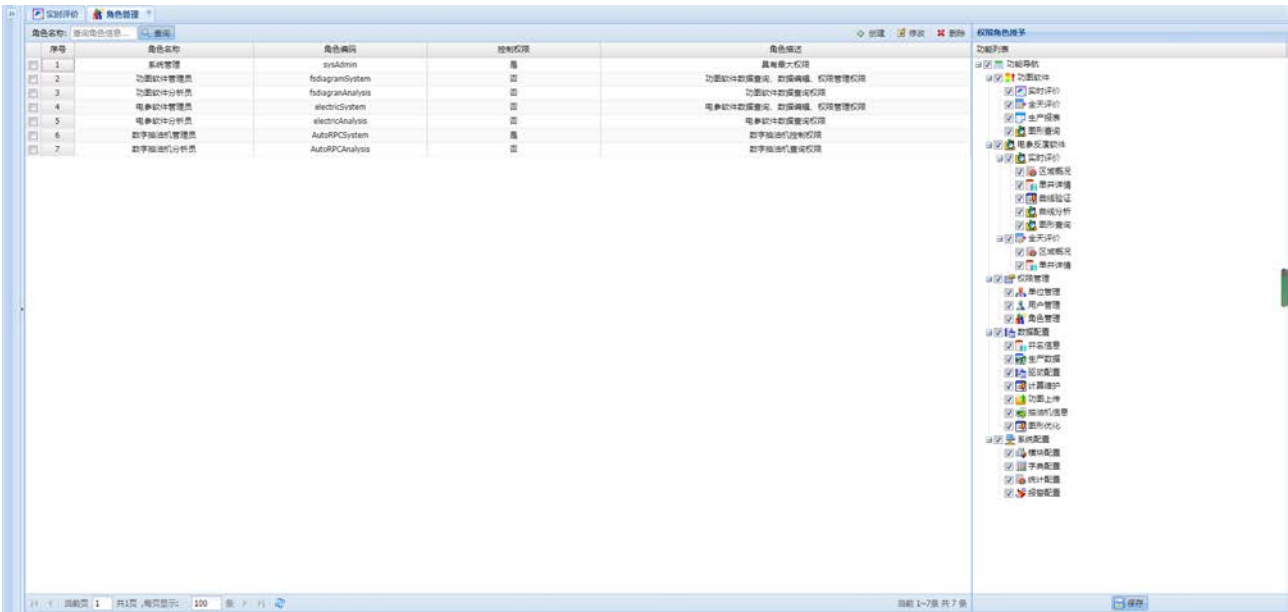 实时评价 角色管理
角色名称: 查询角色信息... 查询 创建 修改 删除
权限角色授予
序号 角色名称 角色编码 控制权限 角色描述
1 系统管理 sysAdmin 是 具有最大权限
2 功图软件管理员 fsdiagramSystem 否 功图软件数据查询、数据编辑、权限管理权限
3 功图软件分析员 fsdiagranAnalysis 否 功图软件数据查询权限
4 电参软件管理员 electricSystem 否 电参软件数据查询、数据编辑、权限管理权限
5 电参软件分析员 electricAnalysis 否 电参软件数据查询权限
6 数字抽油机管理员 AutoRPCSystem 是 数字抽油机控制权限
7 数字抽油机分析员 AutoRPCAnalysis 否 数字抽油机查询权限
功能列表
功能导航
功图软件
实时评价
全天评价
生产报表
图形查询
电参反演软件
实时评价
区域概况
单井详情
曲线验证
曲线分析
图形查询
全天评价
区域概况
单井详情
权限管理
单位管理
用户管理
角色管理
数据配置
井名信息
生产数据
驱动配置
计算维护
功图上传
抽油机信息
图形优化
系统配置
模块配置
字典配置
统计配置
报警配置
当前页 1 共1页 ,每页显示: 100 条
当前 1~7条 共 7 条
保存